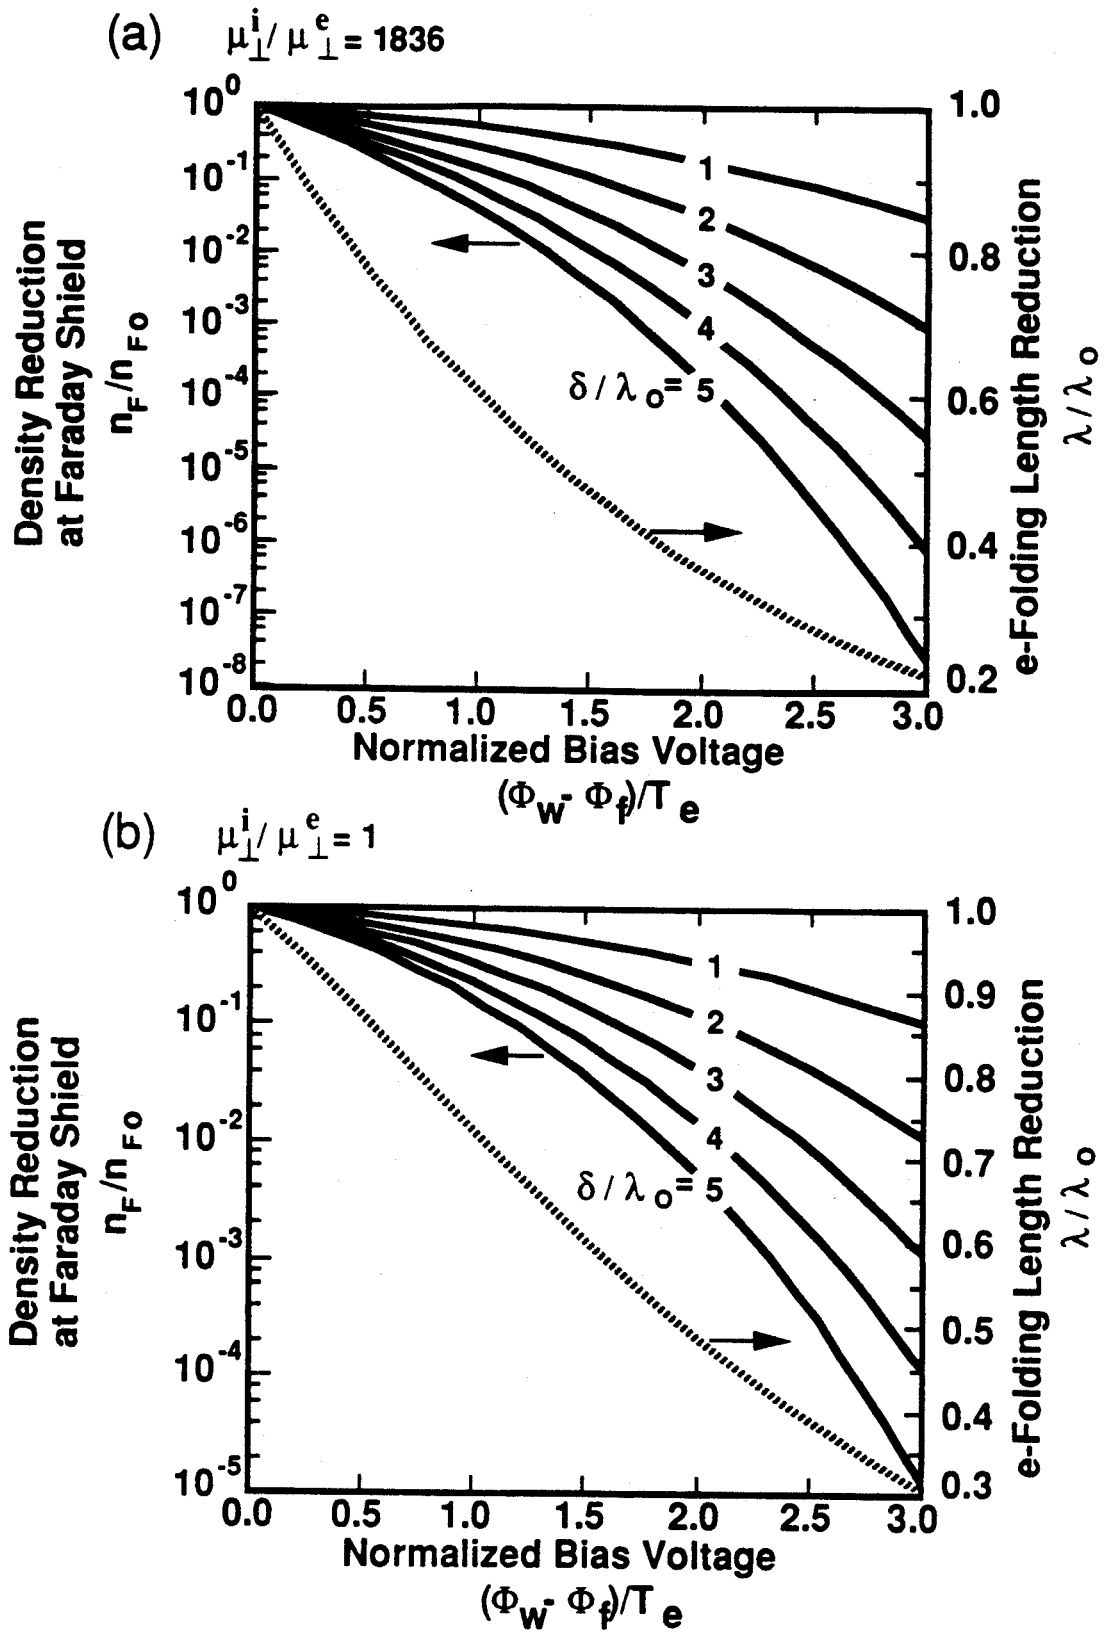 (a) μ⊥^i / μ⊥^e = 1836
10^0
10^-1
10^-2
10^-3
10^-4
10^-5
10^-6
10^-7
10^-8
Density Reduction
at Faraday Shield
n_F/n_Fo
1
2
3
4
δ/λ_o= 5
1.0
0.8
0.6
0.4
0.2
e-Folding Length Reduction
λ/λ_o
0.0 0.5 1.0 1.5 2.0 2.5 3.0
Normalized Bias Voltage
(Φ_w- Φ_f)/T_e
(b) μ⊥^i / μ⊥^e = 1
10^0
10^-1
10^-2
10^-3
10^-4
10^-5
Density Reduction
at Faraday Shield
n_F/n_Fo
1
2
3
4
δ/λ_o= 5
1.0
0.9
0.8
0.7
0.6
0.5
0.4
0.3
e-Folding Length Reduction
λ/λ_o
0.0 0.5 1.0 1.5 2.0 2.5 3.0
Normalized Bias Voltage
(Φ_w- Φ_f)/T_e